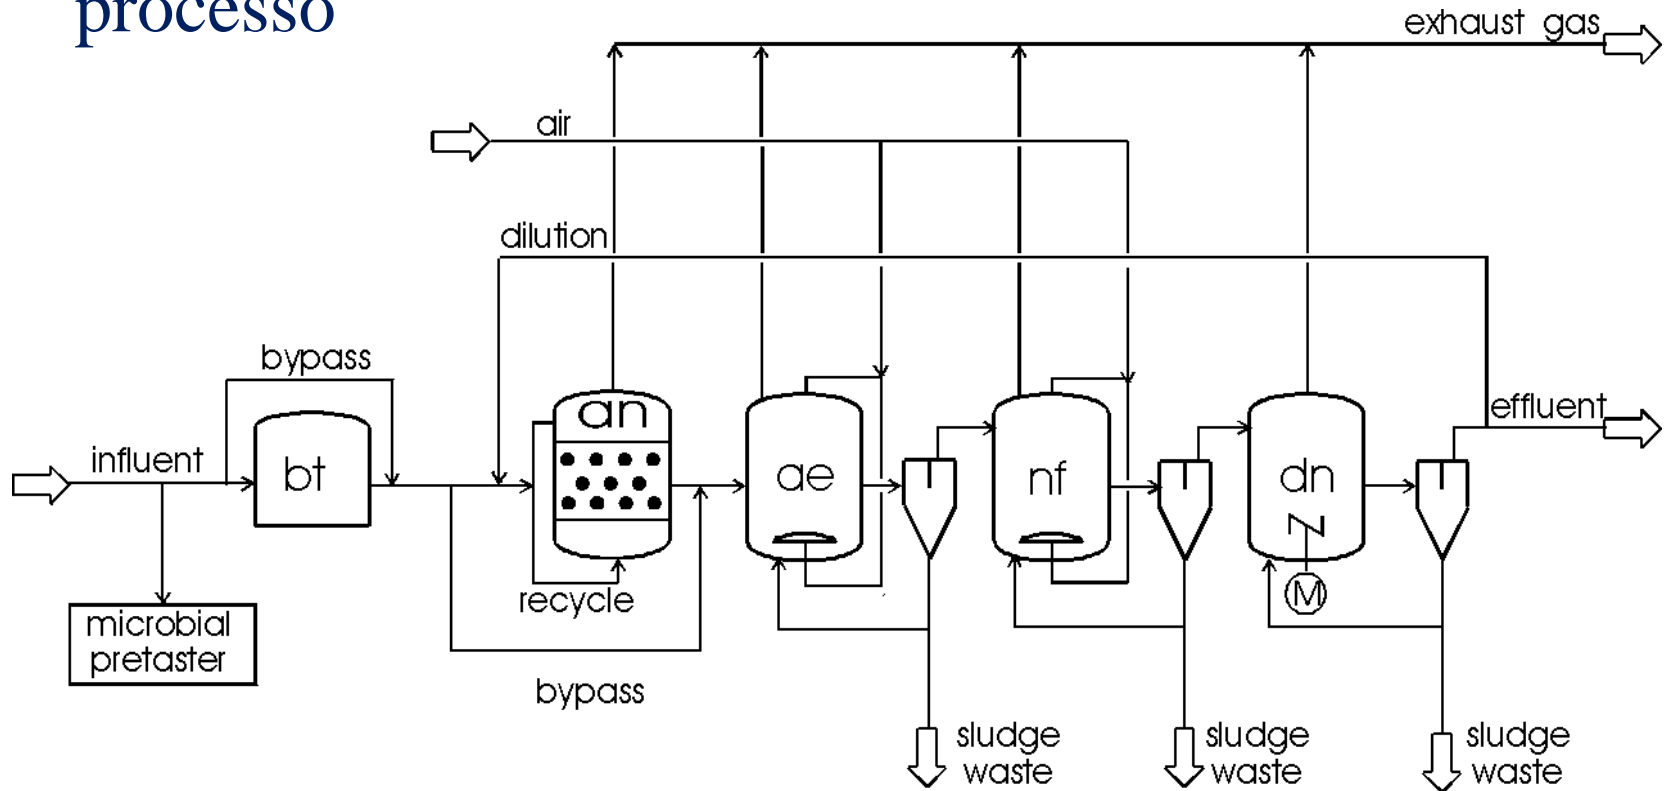 processo
exhaust gas
air
dilution
bypass
influent
bt
an
ae
nf
dn
effluent
M
recycle
microbial
pretaster
bypass
sludge
waste
sludge
waste
sludge
waste